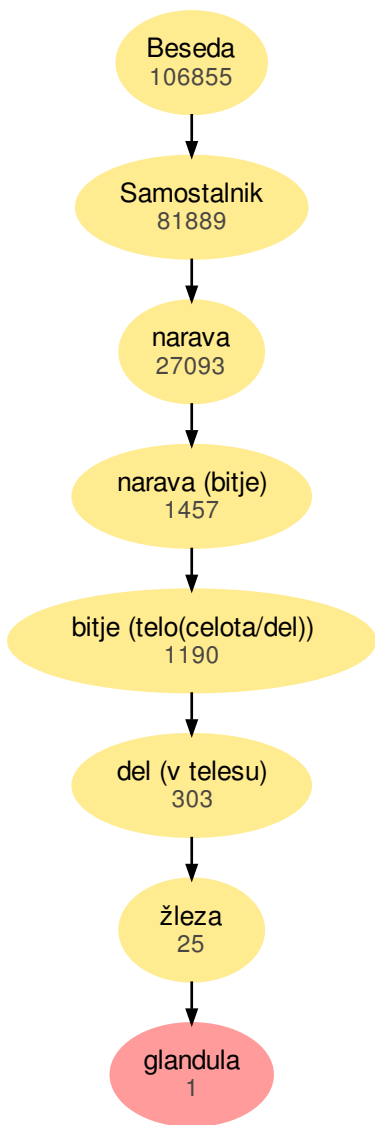 Beseda
106855
Samostalnik
81889
narava
27093
narava (bitje)
1457
bitje (telo(celota/del))
1190
del (v telesu)
303
žleza
25
glandula
1